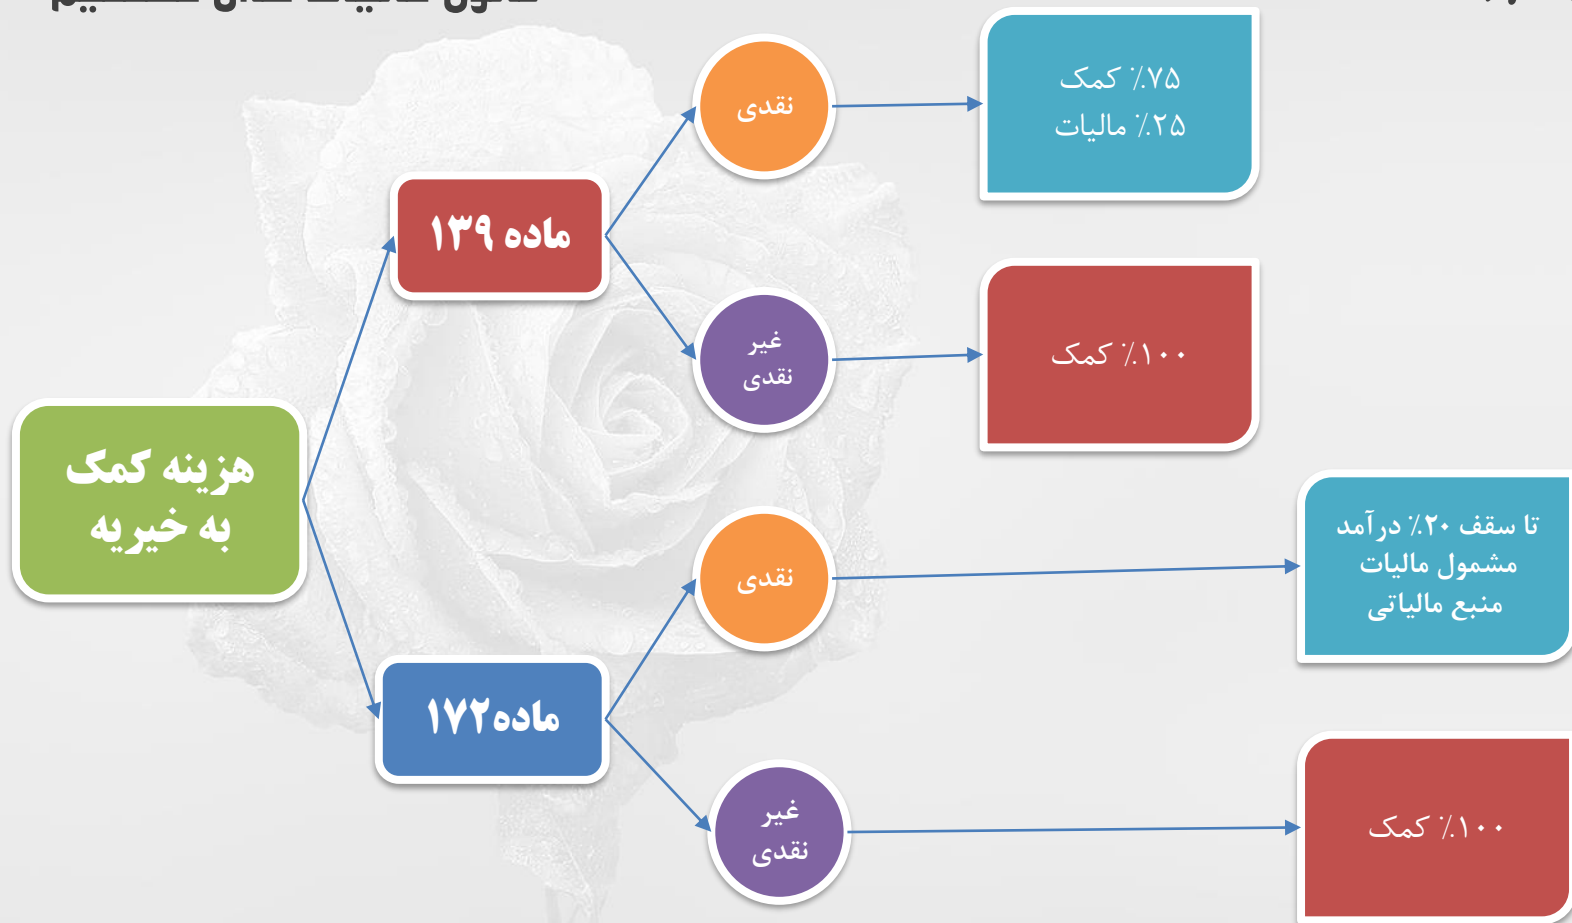 ۷۵٪ کمک
۲۵٪ مالیات
نقدی
ماده ۱۳۹
غیر
نقدی
۱۰۰٪ کمک
هزینه کمک
به خیریه
نقدی
تا سقف ۲۰٪ درآمد
مشمول مالیات
منبع مالیاتی
ماده۱۷۲
غیر
نقدی
۱۰۰٪ کمک